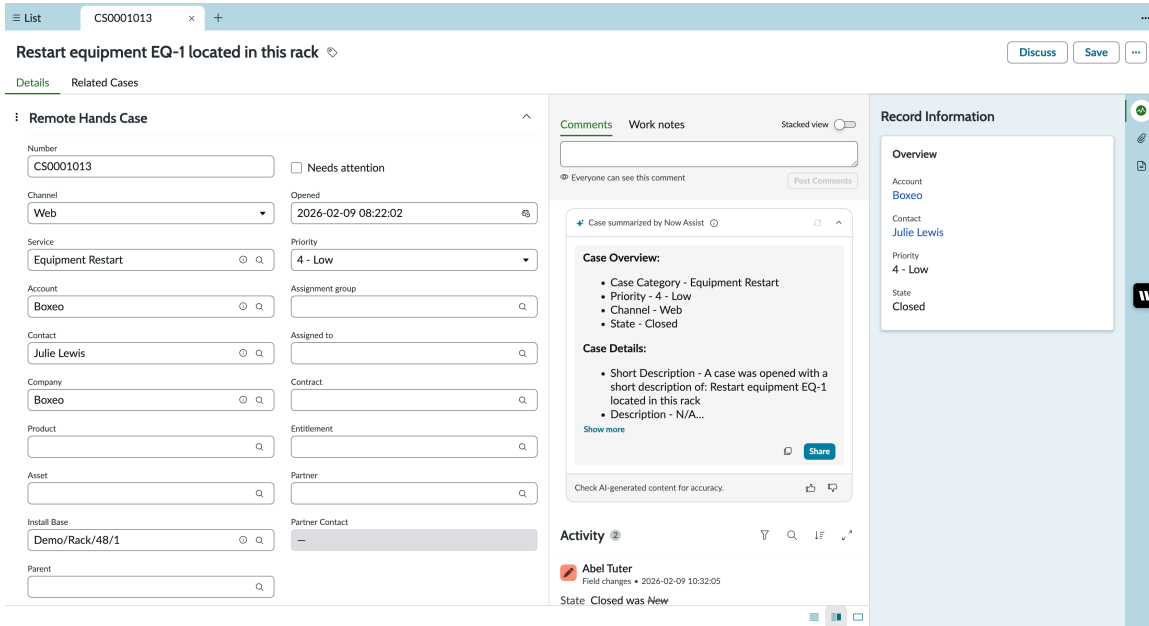 List
CS0001013
Restart equipment EQ-1 located in this rack
Discuss
Save
Details
Related Cases
Remote Hands Case
Number
CS0001013
Needs attention
Channel
Web
Opened
2026-02-09 08:22:02
Service
Equipment Restart
Priority
4 - Low
Account
Boxeo
Assignment group
Contact
Julie Lewis
Assigned to
Company
Boxeo
Contract
Product
Entitlement
Asset
Partner
Install Base
Demo/Rack/48/1
Partner Contact
—
Parent
Comments
Work notes
Stacked view
Everyone can see this comment
Post Comments
Case summarized by Now Assist
Case Overview:
• Case Category - Equipment Restart
• Priority - 4 - Low
• Channel - Web
• State - Closed
Case Details:
• Short Description - A case was opened with a
short description of: Restart equipment EQ-1
located in this rack
• Description - N/A...
Show more
Share
Check AI-generated content for accuracy.
Activity 2
Abel Tuter
Field changes • 2026-02-09 10:32:05
State Closed was New
Record Information
Overview
Account
Boxeo
Contact
Julie Lewis
Priority
4 - Low
State
Closed